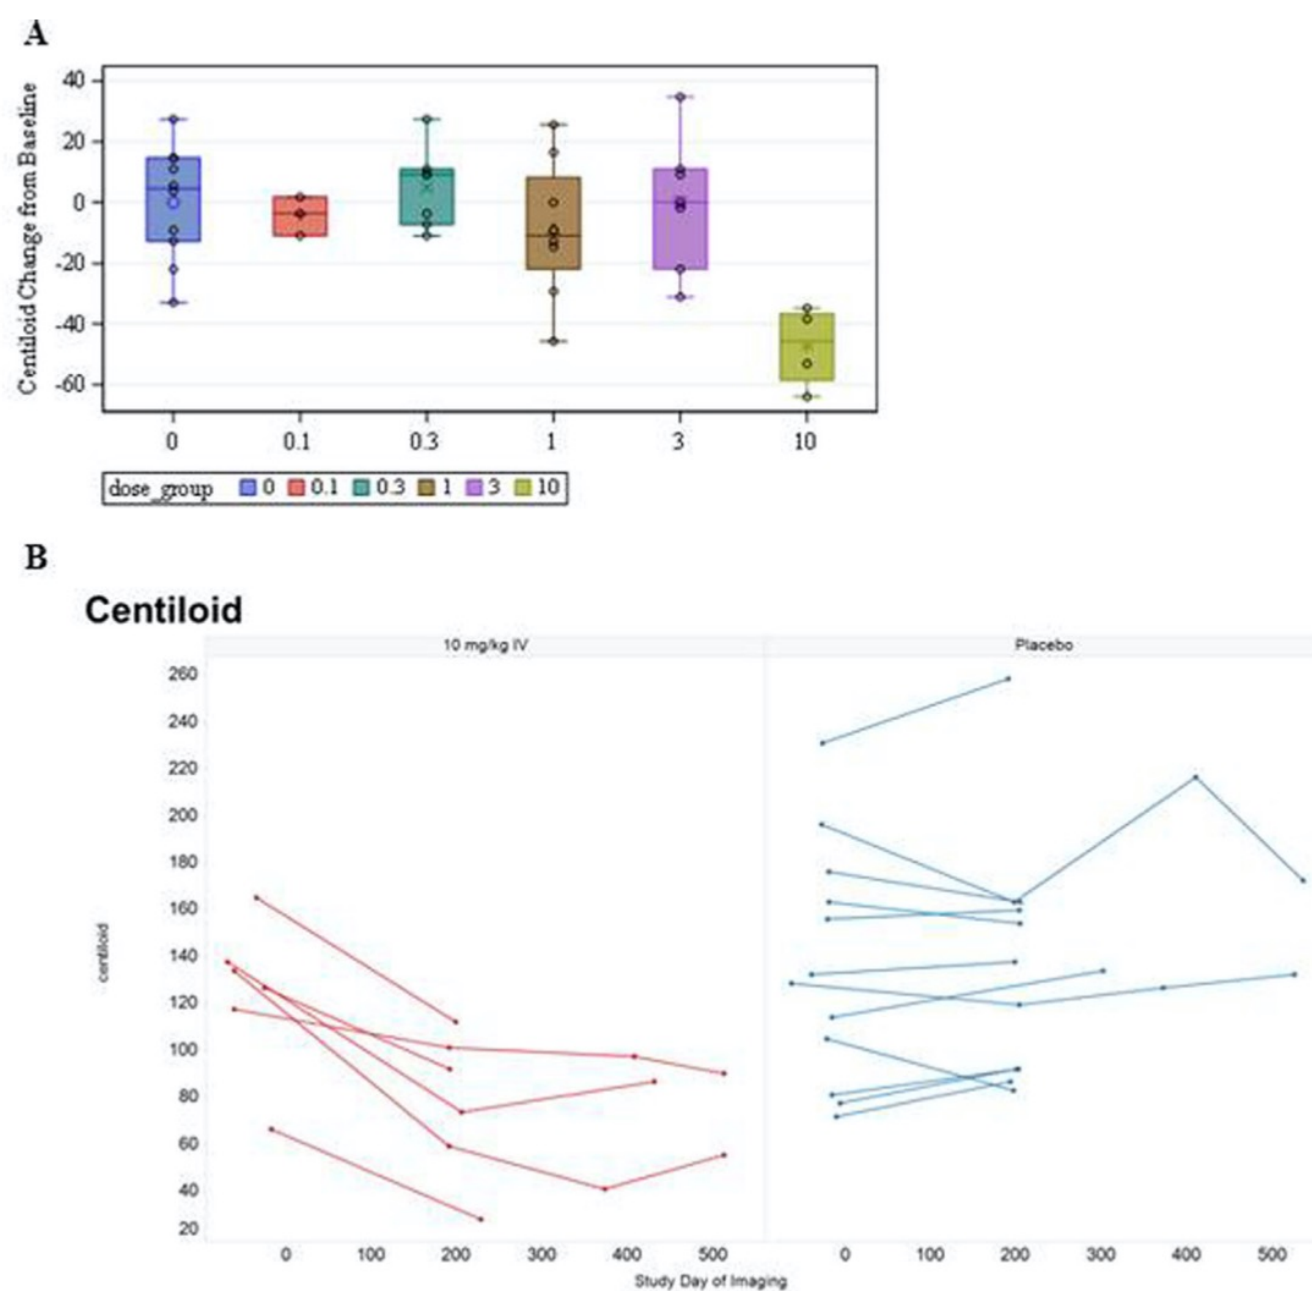 A
Centiloid Change from Baseline
40
20
0
-20
-40
-60
0 0.1 0.3 1 3 10
dose_group 0 0.1 0.3 1 3 10
B
Centiloid
10 mg/kg IV Placebo
centiloid
260
240
220
200
180
160
140
120
100
80
60
40
20
0 100 200 300 400 500 0 100 200 300 400 500
Study Day of Imaging